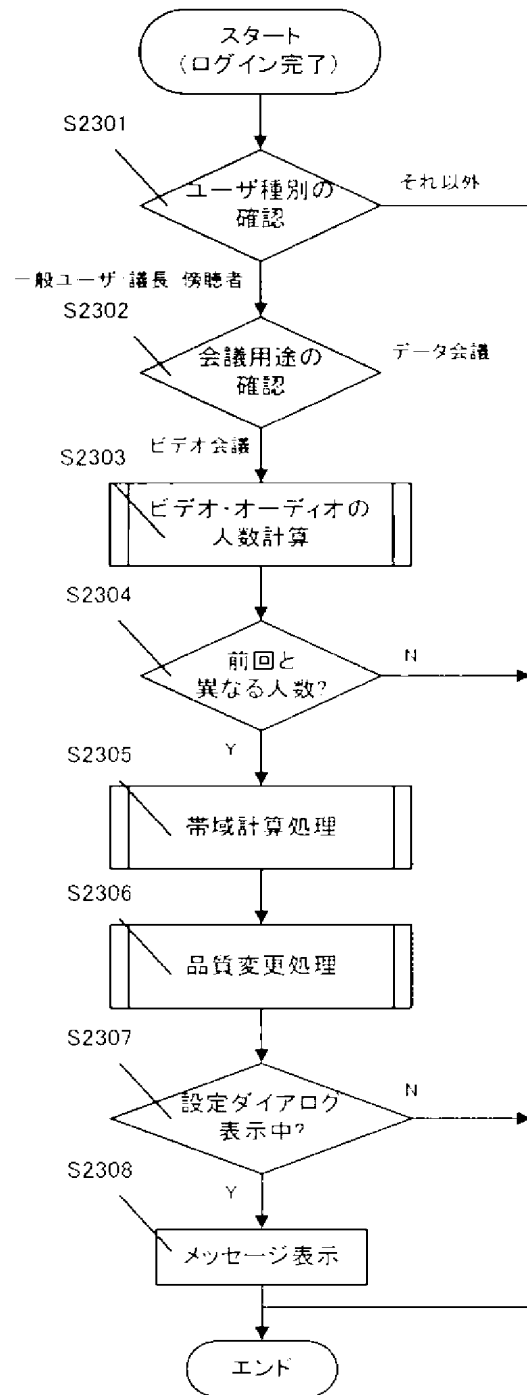 スタート
(ログイン完了)
S2301
ユーザ種別の
確認
それ以外
一般ユーザ・議長・傍聴者
S2302
会議用途の
確認
データ会議
ビデオ会議
S2303
ビデオ・オーディオの
人数計算
S2304
前回と
異なる人数?
N
Y
S2305
帯域計算処理
S2306
品質変更処理
S2307
設定ダイアログ
表示中?
N
Y
S2308
メッセージ表示
エンド